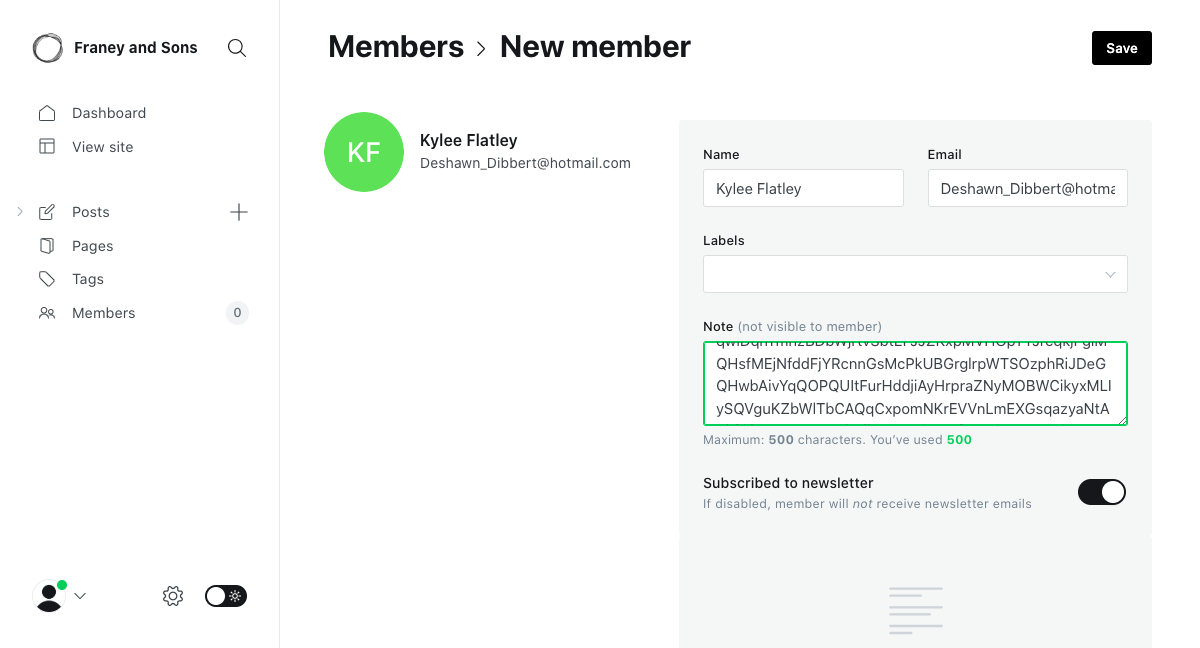 Franey and Sons
Members > New member
Save
Dashboard
View site
Posts
Pages
Tags
Members 0
KF
Kylee Flatley
Deshawn_Dibbert@hotmail.com
Name
Email
Kylee Flatley
Deshawn_Dibbert@hotma
Labels
Note (not visible to member)
QHsfMEjNfddFjYRcnnGsMcPkUBGrglrpWTSOzphRiJDeG
QHwbAivYqQOPQUItFurHddjiAyHrpraZNyMOBWCikyxMLl
ySQVguKZbWlTbCAQqCxpomNKrEVVnLmEXGsqazyaNtA
Maximum: 500 characters. You’ve used 500
Subscribed to newsletter
If disabled, member will not receive newsletter emails